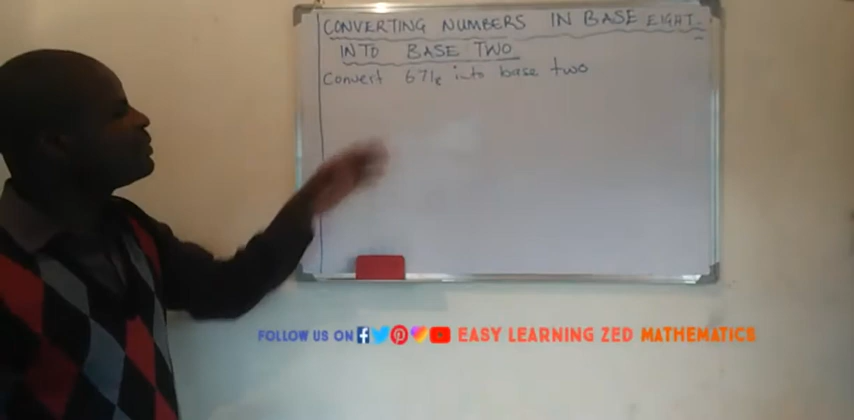 CONVERTING NUMBERS IN BASE EIGHT
INTO BASE TWO
Convert 671₈ into base two
FOLLOW US ON EASY LEARNING ZED MATHEMATICS